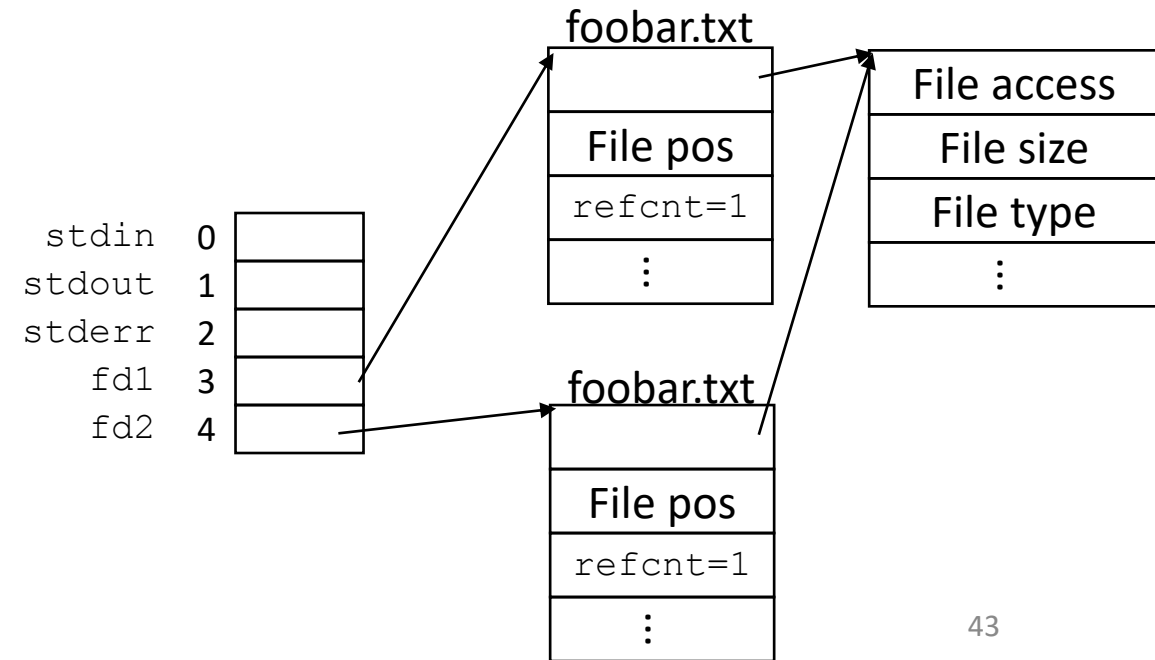 foobar.txt
File pos
refcnt=1
⋮
File access
File size
File type
⋮
stdin 0
stdout 1
stderr 2
fd1 3
fd2 4
foobar.txt
File pos
refcnt=1
⋮
43